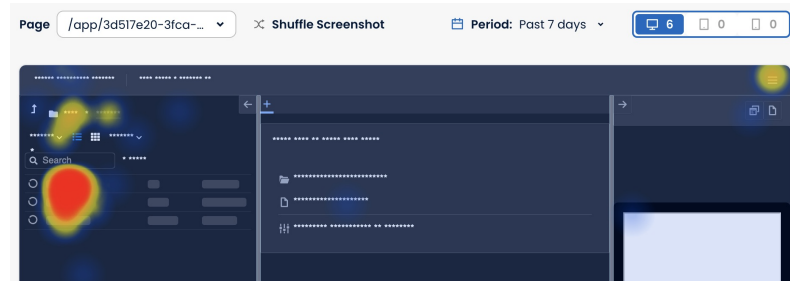 Page /app/3d517e20-3fca-... Shuffle Screenshot Period: Past 7 days 6 0 0
****** ********** ******* **** ***** * ******* **
**** * *******
******* *******
***** **** ** ***** **** *****
*
Search * *****
*************************
********************
********* *********** ** ********